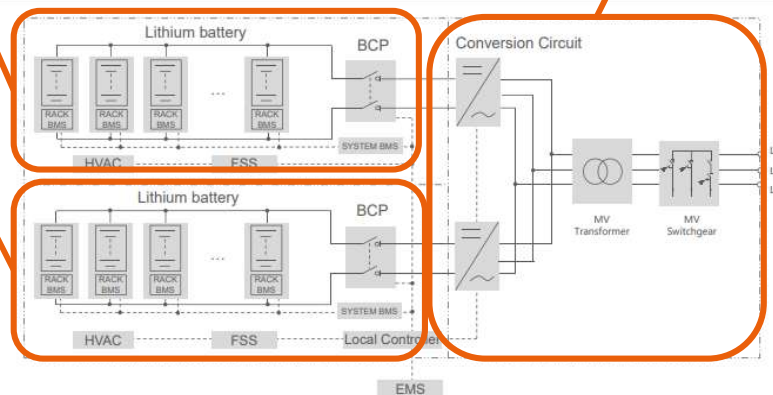 Lithium battery
BCP
Conversion Circuit
RACK BMS
RACK BMS
RACK BMS
RACK BMS
SYSTEM BMS
HVAC
FSS
Lithium battery
BCP
MV
Transformer
MV
Switchgear
L
L
L
RACK BMS
RACK BMS
RACK BMS
RACK BMS
SYSTEM BMS
HVAC
FSS
Local Controller
EMS